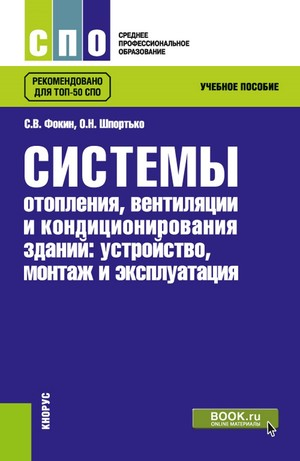 СПО
СРЕДНЕЕ
ПРОФЕССИОНАЛЬНОЕ
ОБРАЗОВАНИЕ
РЕКОМЕНДОВАНО
ДЛЯ ТОП-50 СПО
УЧЕБНОЕ ПОСОБИЕ
С.В. Фокин, О.Н. Шпортько
СИСТЕМЫ
отопления, вентиляции
и кондиционирования
зданий: устройство,
монтаж и эксплуатация
КНОРУС
BOOK.ru
ONLINE МАТЕРИАЛЫ